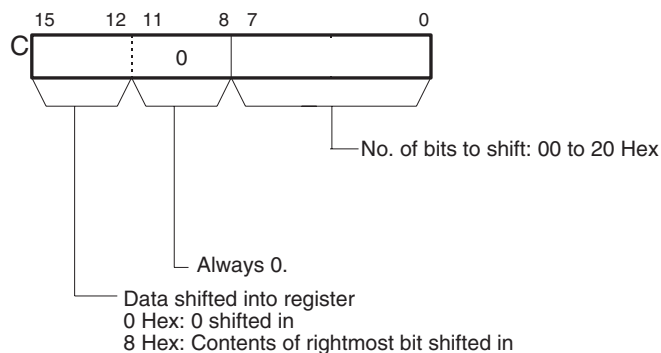 15 12 11 8 7 0
C 0
No. of bits to shift: 00 to 20 Hex
Always 0.
Data shifted into register
0 Hex: 0 shifted in
8 Hex: Contents of rightmost bit shifted in